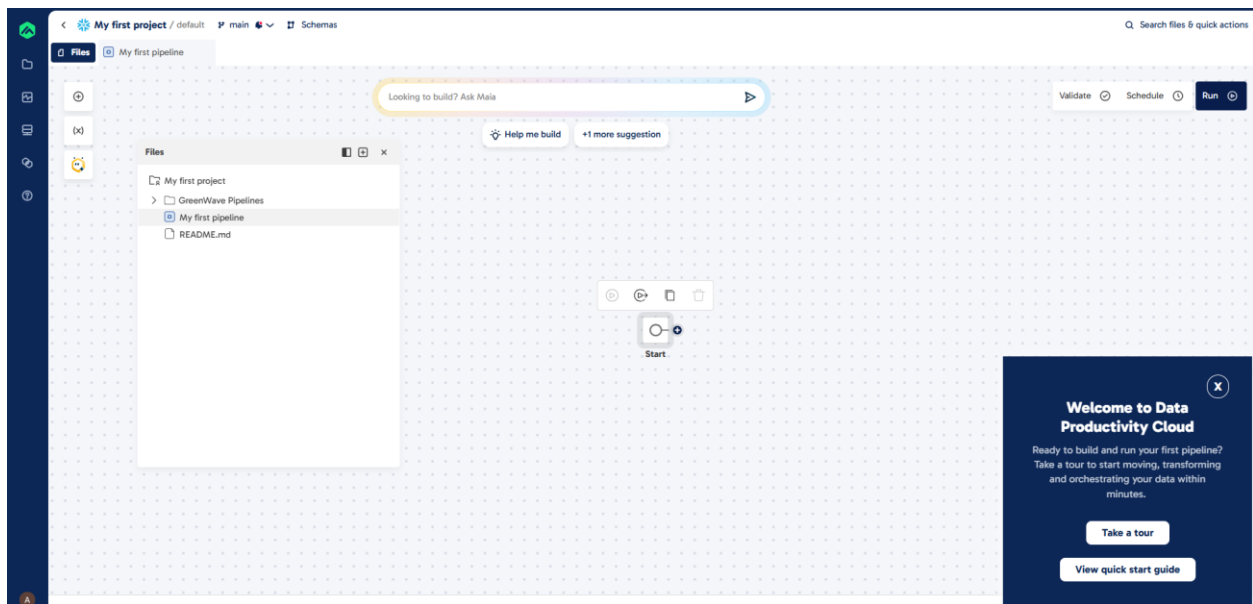 My first project / default main Schemas Search files & quick actions
Files My first pipeline
Looking to build? Ask Maia Validate Schedule Run
(x) Help me build +1 more suggestion
Files
My first project
GreenWave Pipelines
My first pipeline
README.md
Start
x
Welcome to Data
Productivity Cloud
Ready to build and run your first pipeline?
Take a tour to start moving, transforming
and orchestrating your data within
minutes.
Take a tour
View quick start guide
A